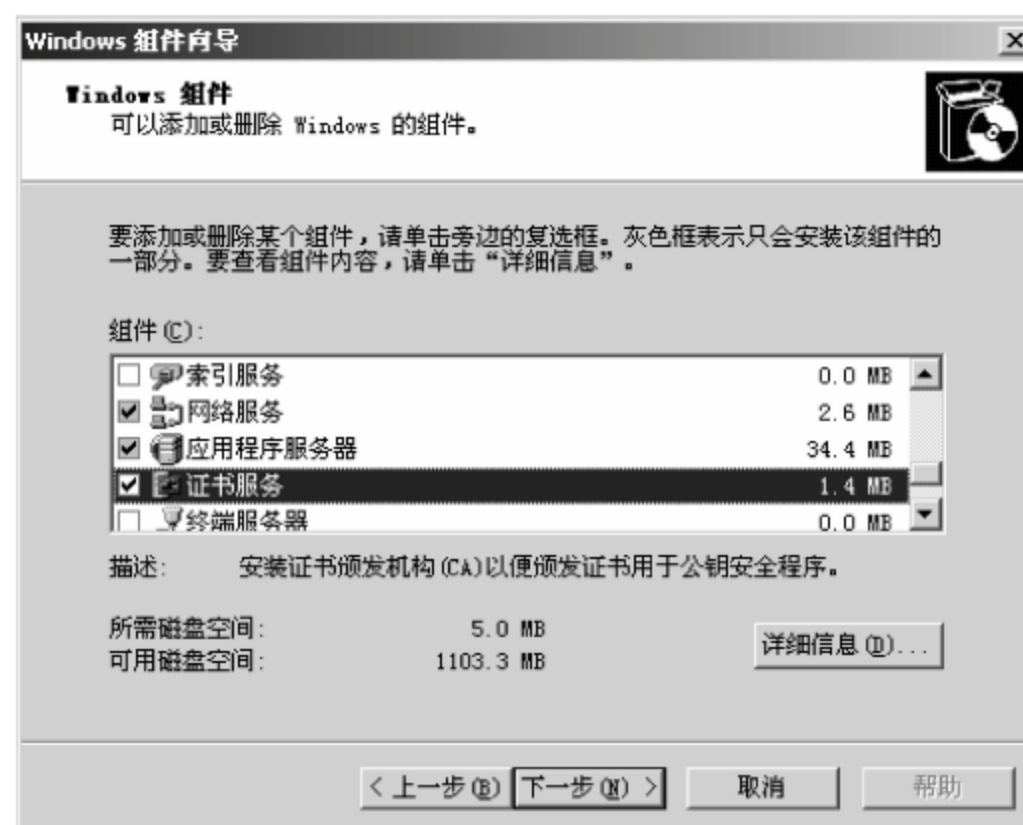 Windows 组件向导
Windows 组件
可以添加或删除 Windows 的组件。
要添加或删除某个组件，请单击旁边的复选框。灰色框表示只会安装该组件的
一部分。要查看组件内容，请单击“详细信息”。
组件(C):
索引服务 0.0 MB
网络服务 2.6 MB
应用程序服务器 34.4 MB
证书服务 1.4 MB
终端服务器 0.0 MB
描述: 安装证书颁发机构(CA)以便颁发证书用于公钥安全程序。
所需磁盘空间: 5.0 MB
可用磁盘空间: 1103.3 MB
详细信息(D)...
< 上一步(B) 下一步(N) > 取消 帮助